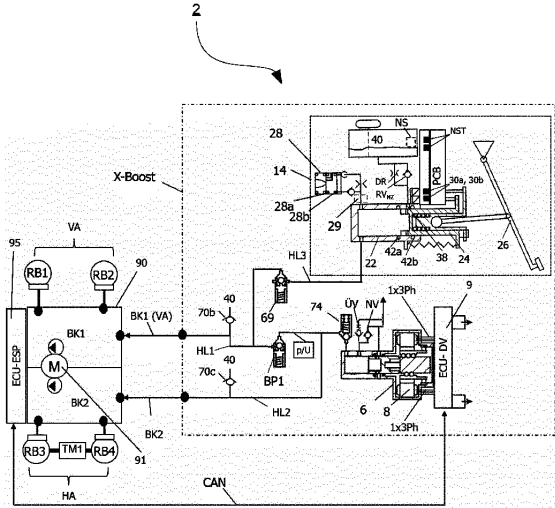 2
X-Boost
NS
40
NST
PCB
28
14
DR
RVHZ
30a, 30b
28a
28b
29
22
42a
42b
38
24
26
HL3
95
VA
RB1
RB2
90
40
70b
69
74
ÜV
NV
1x3Ph
9
BK1
BK1 (VA)
HL1
40
70c
BP1
p/U
ECU-ESP
M
ECU- DV
6
8
1x3Ph
BK2
BK2
HL2
RB3
TM1
RB4
91
HA
CAN